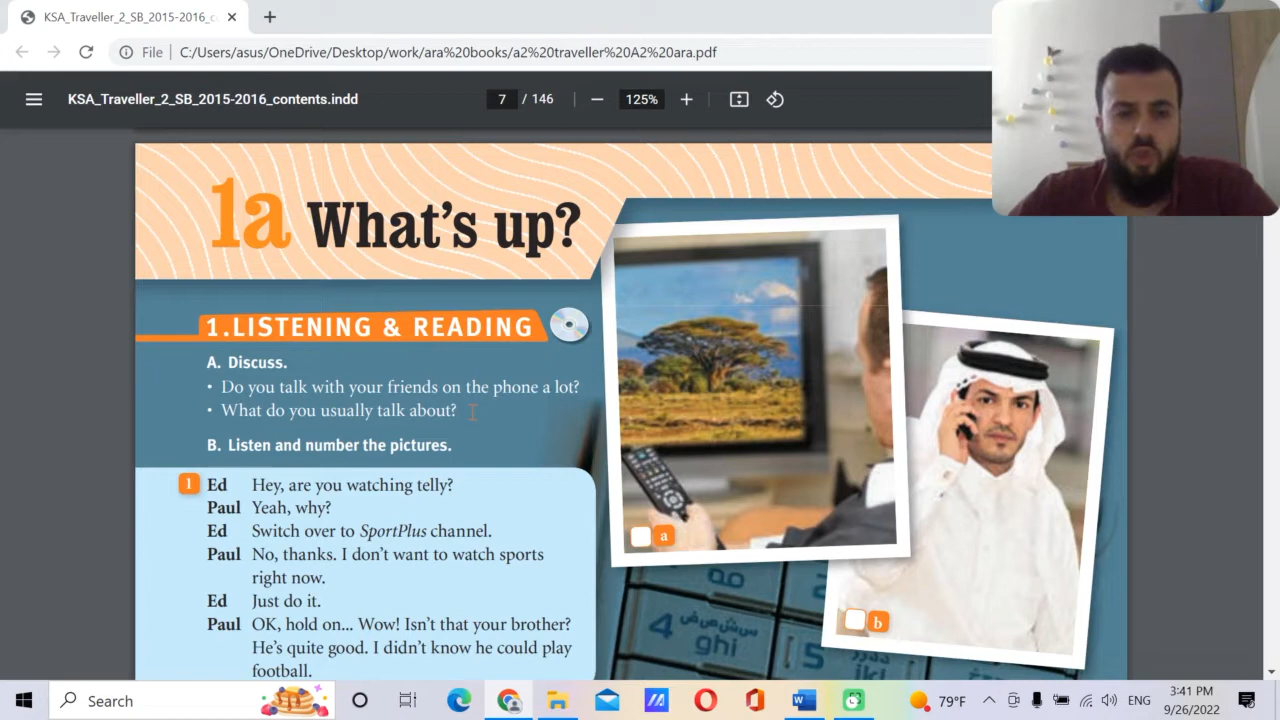 KSA_Traveller_2_SB_2015-2016_c
File
C:/Users/asus/OneDrive/Desktop/work/ara%20books/a2%20traveller%20A2%20ara.pdf
KSA_Traveller_2_SB_2015-2016_contents.indd
7 / 146
125%
1a What's up?
1.LISTENING & READING
A. Discuss.
• Do you talk with your friends on the phone a lot?
• What do you usually talk about?
B. Listen and number the pictures.
1 Ed Hey, are you watching telly?
Paul Yeah, why?
Ed Switch over to SportPlus channel.
Paul No, thanks. I don't want to watch sports
right now.
Ed Just do it.
Paul OK, hold on... Wow! Isn't that your brother?
He's quite good. I didn't know he could play
football.
a
b
4 س ش ص ض
ghi
5
jkl
Search
79°F
ENG
3:41 PM
9/26/2022